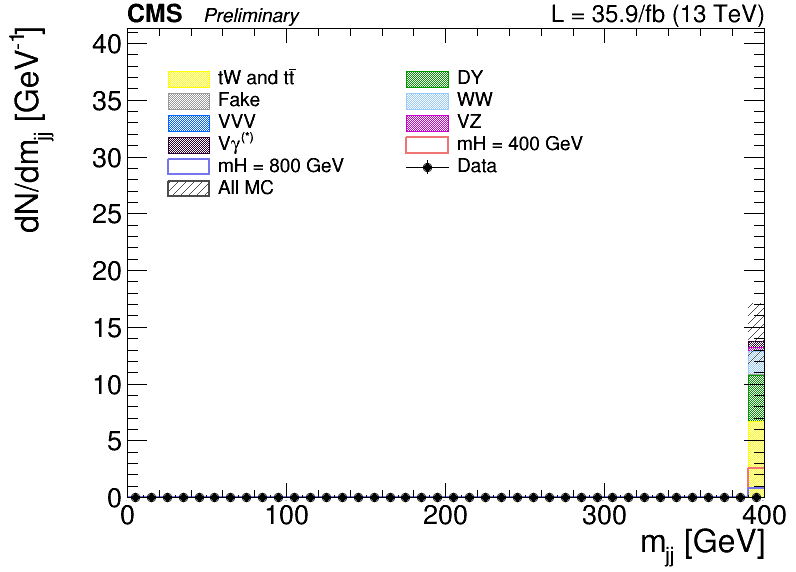 CMS Preliminary L = 35.9/fb (13 TeV)
dN/dm_jj [GeV⁻¹]
40
35
30
25
20
15
10
5
0
tW and tt̄
DY
Fake
WW
VVV
VZ
Vγ(*)
mH = 400 GeV
mH = 800 GeV
Data
All MC
0 100 200 300 400
m_jj [GeV]